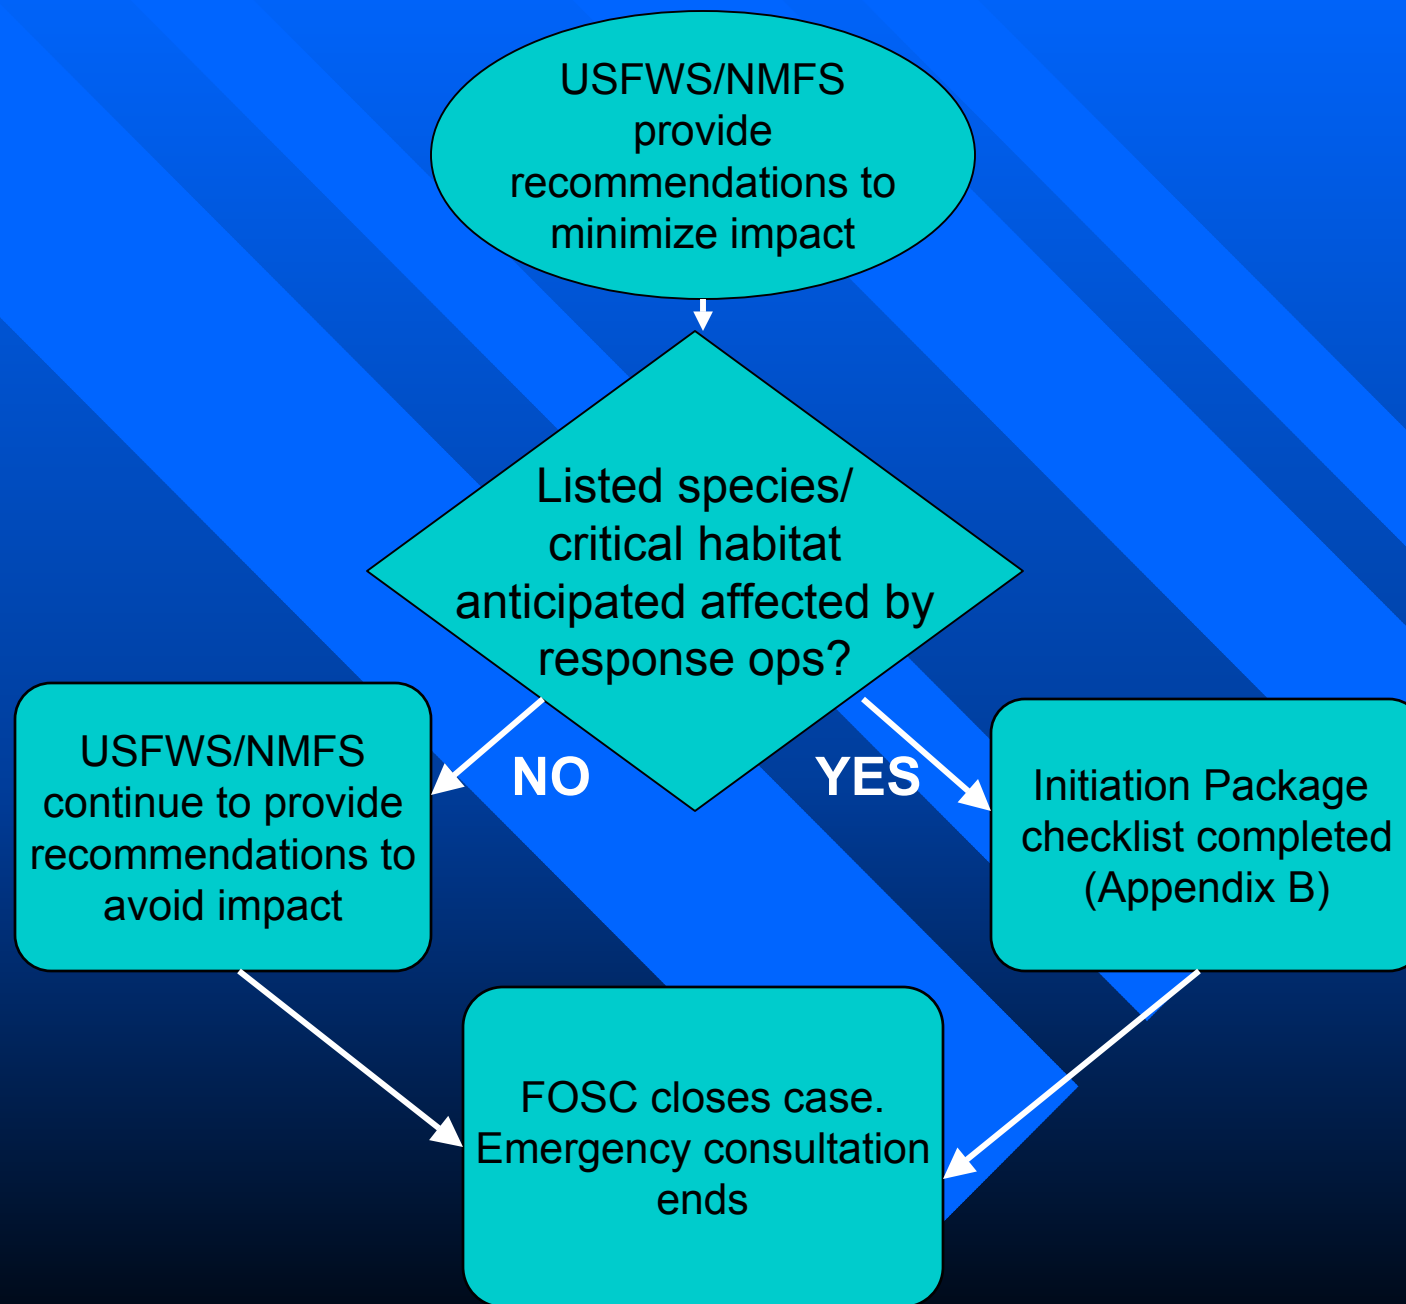 USFWS/NMFS
provide
recommendations to
minimize impact
Listed species/
critical habitat
anticipated affected by
response ops?
NO
YES
USFWS/NMFS
continue to provide
recommendations to
avoid impact
Initiation Package
checklist completed
(Appendix B)
FOSC closes case.
Emergency consultation
ends